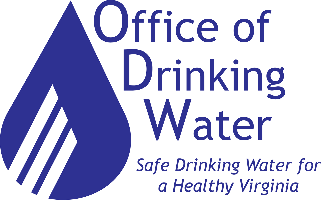 Office of
Drinking
Water
Safe Drinking Water for
a Healthy Virginia